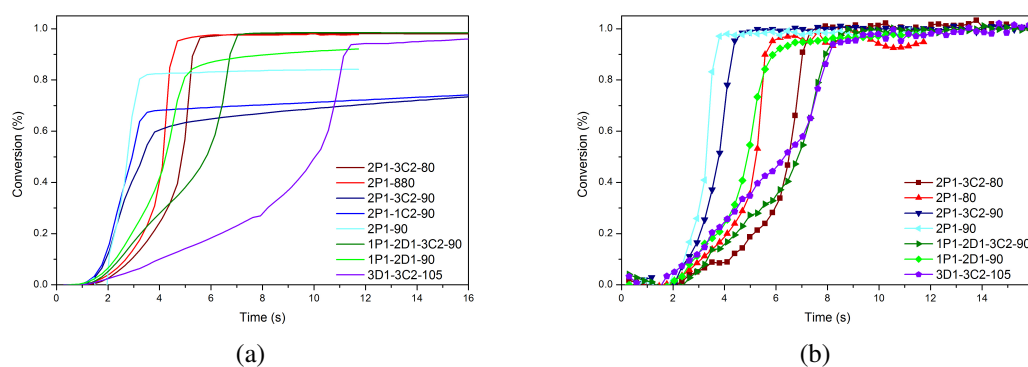 1.0
0.8
0.6
0.4
0.2
0.0
Conversion (%)
2P1-3C2-80
2P1-880
2P1-3C2-90
2P1-1C2-90
2P1-90
1P1-2D1-3C2-90
1P1-2D1-90
3D1-3C2-105
0 2 4 6 8 10 12 14 16
Time (s)
(a)
1.0
0.8
0.6
0.4
0.2
0.0
Conversion (%)
2P1-3C2-80
2P1-80
2P1-3C2-90
2P1-90
1P1-2D1-3C2-90
1P1-2D1-90
3D1-3C2-105
0 2 4 6 8 10 12 14
Time (s)
(b)